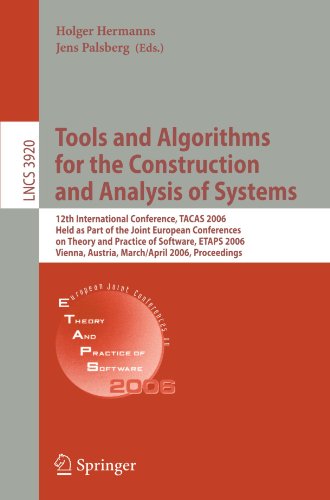 Holger Hermanns
Jens Palsberg (Eds.)
LNCS 3920
Tools and Algorithms
for the Construction
and Analysis of Systems
12th International Conference, TACAS 2006
Held as Part of the Joint European Conferences
on Theory and Practice of Software, ETAPS 2006
Vienna, Austria, March/April 2006, Proceedings
European Joint Conferences on
THEORY
AND
PRACTICE OF
SOFTWARE
2006
Springer